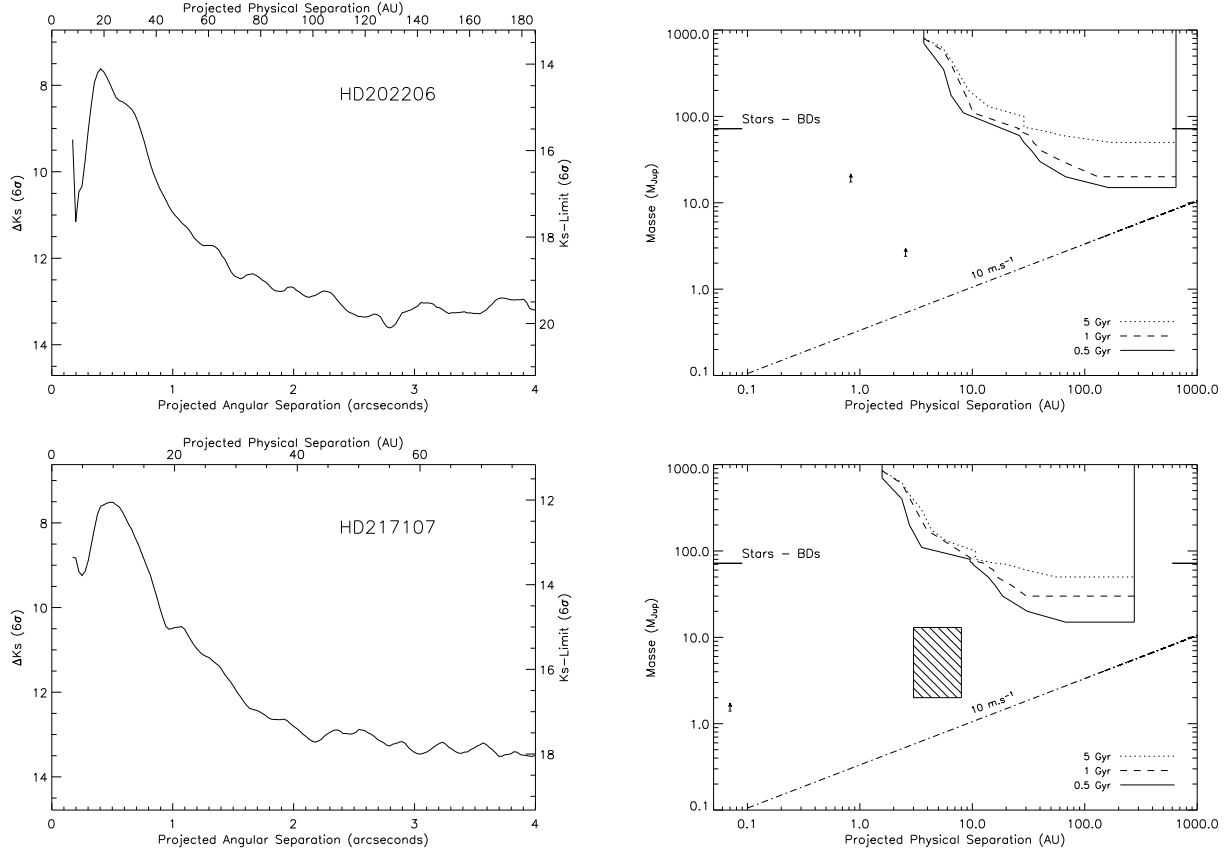 Projected Physical Separation (AU)
0 20 40 60 80 100 120 140 160 180
8 10 12 14
ΔKs (6σ)
HD202206
14 16 18 20
Ks-Limit (6σ)
0 1 2 3 4
Projected Angular Separation (arcseconds)
1000.0
100.0
10.0
1.0
0.1
Masse (MJup)
Stars - BDs
10 m.s-1
5 Gyr
1 Gyr
0.5 Gyr
0.1 1.0 10.0 100.0 1000.0
Projected Physical Separation (AU)
Projected Physical Separation (AU)
0 20 40 60
8 10 12 14
ΔKs (6σ)
HD217107
12 14 16 18
Ks-Limit (6σ)
0 1 2 3 4
Projected Angular Separation (arcseconds)
1000.0
100.0
10.0
1.0
0.1
Masse (MJup)
Stars - BDs
10 m.s-1
5 Gyr
1 Gyr
0.5 Gyr
0.1 1.0 10.0 100.0 1000.0
Projected Physical Separation (AU)